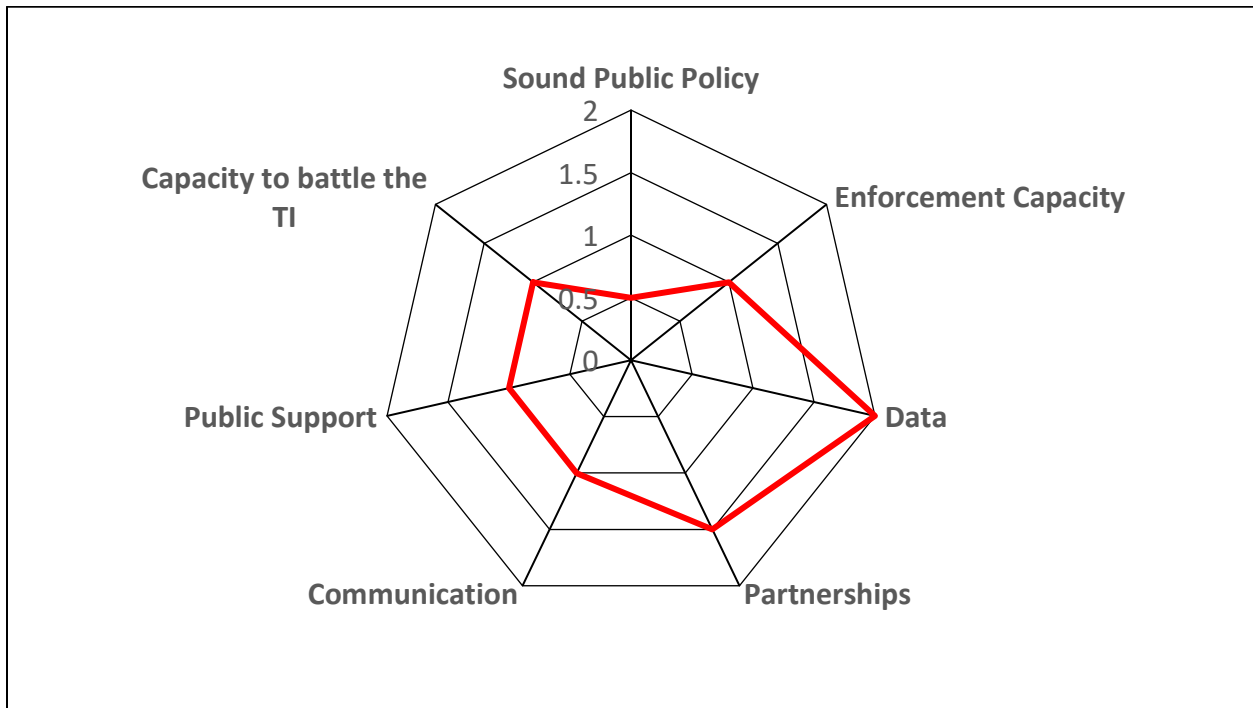 Sound Public Policy
2
1.5
1
0.5
0
Capacity to battle the
TI
Enforcement Capacity
Public Support
Data
Communication
Partnerships